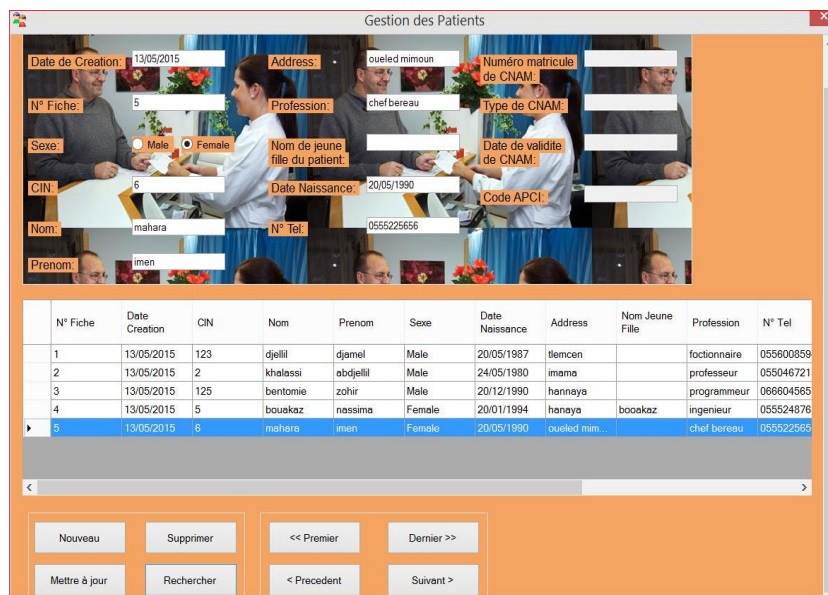 Gestion des Patients
Date de Creation: 13/05/2015 Address: oueled mimoun Numéro matricule
de CNAM:
N° Fiche: 5 Profession: chef bereau Type de CNAM:
Sexe: Male Female Nom de jeune
fille du patient: Date de validite
de CNAM:
CIN: 6 Date Naissance: 20/05/1990 Code APCI:
Nom: mahara N° Tel: 0555225656
Prenom: imen
N° Fiche Date
Creation CIN Nom Prenom Sexe Date
Naissance Address Nom Jeune
Fille Profession N° Tel
1 13/05/2015 123 djellil djamel Male 20/05/1987 tlemcen foctionnaire 055600859
2 13/05/2015 2 khalassi abdjellil Male 24/05/1980 imama professeur 055046721
3 13/05/2015 125 bentomie zohir Male 20/12/1990 hannaya programmeur 066604565
4 13/05/2015 5 bouakaz nassima Female 20/01/1994 hanaya booakaz ingenieur 055524876
5 13/05/2015 6 mahara imen Female 20/05/1990 oueled mim... chef bereau 055522565
Nouveau Supprimer << Premier Dernier >>
Mettre à jour Rechercher < Precedent Suivant >